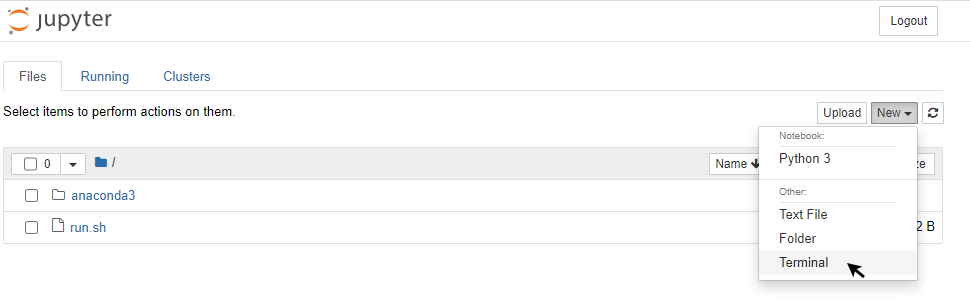 jupyter
Logout
Files Running Clusters
Select items to perform actions on them.
Upload New
Notebook:
0 / Name
Python 3
Other:
anaconda3
Text File
run.sh 2 B
Folder
Terminal